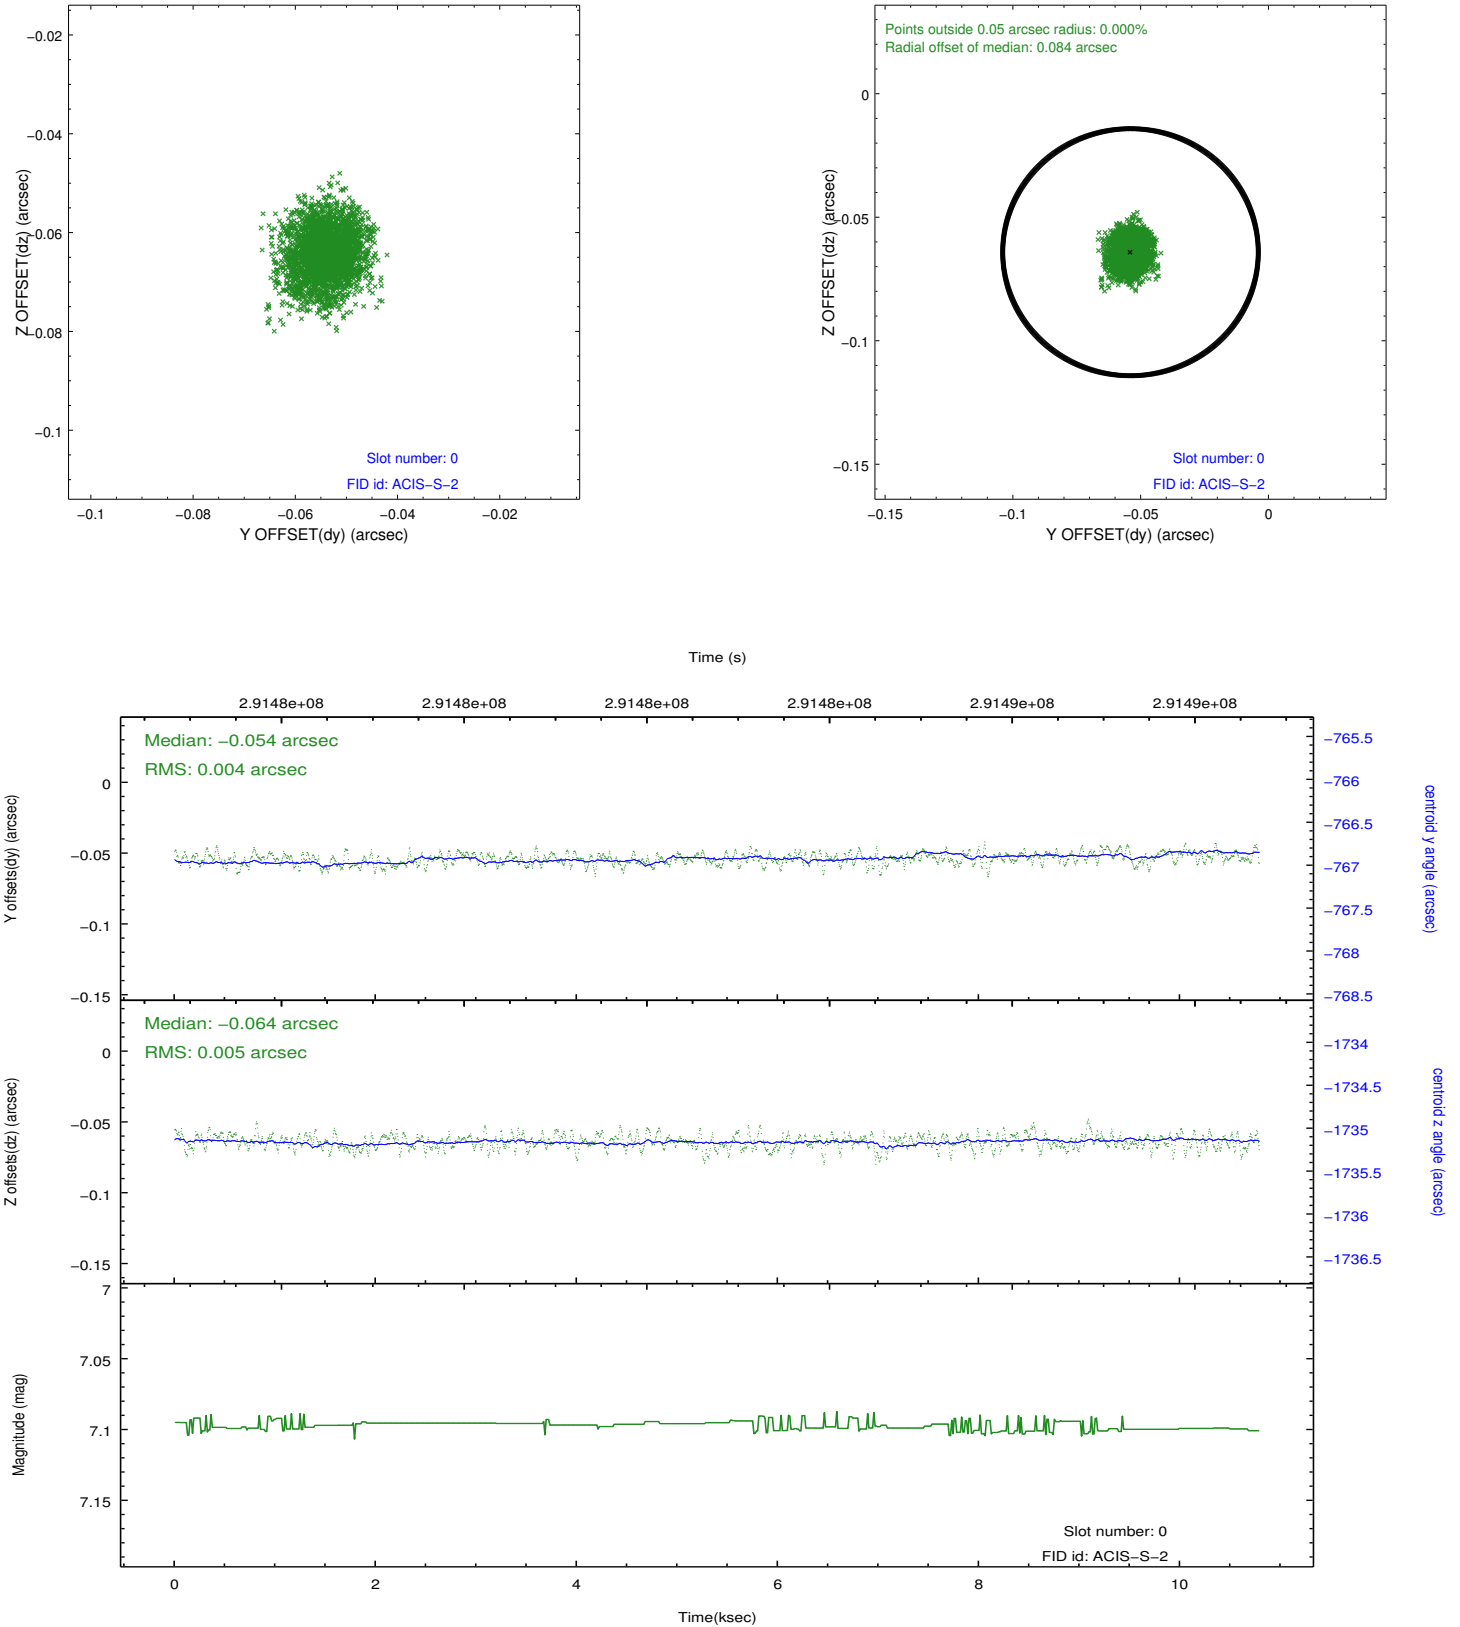 −0.02
−0.04
−0.06
−0.08
−0.1
Z OFFSET(dz) (arcsec)
Slot number: 0
FID id: ACIS−S−2
−0.1
−0.08
−0.06
−0.04
−0.02
Y OFFSET(dy) (arcsec)
Points outside 0.05 arcsec radius: 0.000%
Radial offset of median: 0.084 arcsec
0
−0.05
−0.1
−0.15
Z OFFSET(dz) (arcsec)
Slot number: 0
FID id: ACIS−S−2
−0.15
−0.1
−0.05
0
Y OFFSET(dy) (arcsec)
Time (s)
2.9148e+08
2.9148e+08
2.9148e+08
2.9148e+08
2.9149e+08
2.9149e+08
Median: −0.054 arcsec
RMS: 0.004 arcsec
0
−0.05
−0.1
−0.15
Y offsets(dy) (arcsec)
−765.5
−766
−766.5
−767
−767.5
−768
−768.5
centroid y angle (arcsec)
Median: −0.064 arcsec
RMS: 0.005 arcsec
0
−0.05
−0.1
−0.15
Z offsets(dz) (arcsec)
−1734
−1734.5
−1735
−1735.5
−1736
−1736.5
centroid z angle (arcsec)
7
7.05
7.1
7.15
Magnitude (mag)
Slot number: 0
FID id: ACIS−S−2
0
2
4
6
8
10
Time(ksec)